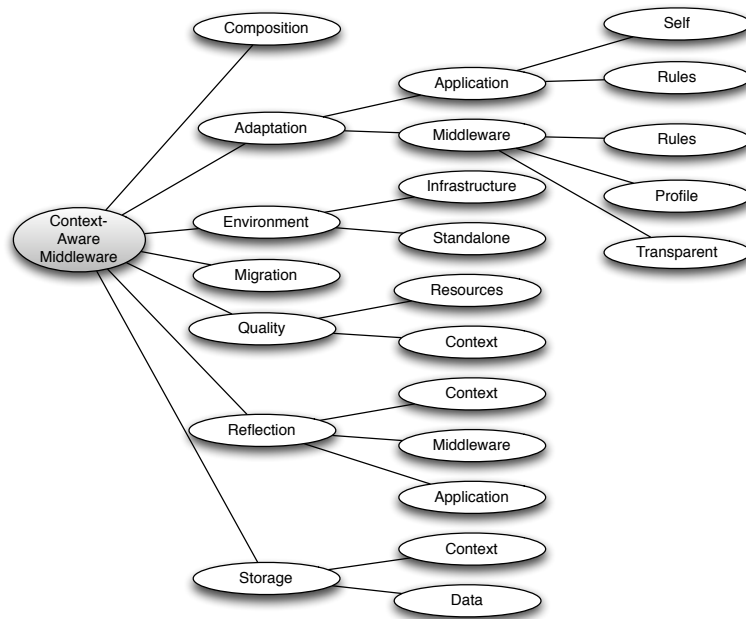 Composition
Self
Application
Rules
Adaptation
Middleware
Rules
Infrastructure
Profile
Context-
Aware
Middleware
Environment
Standalone
Transparent
Migration
Resources
Quality
Context
Context
Reflection
Middleware
Application
Context
Storage
Data